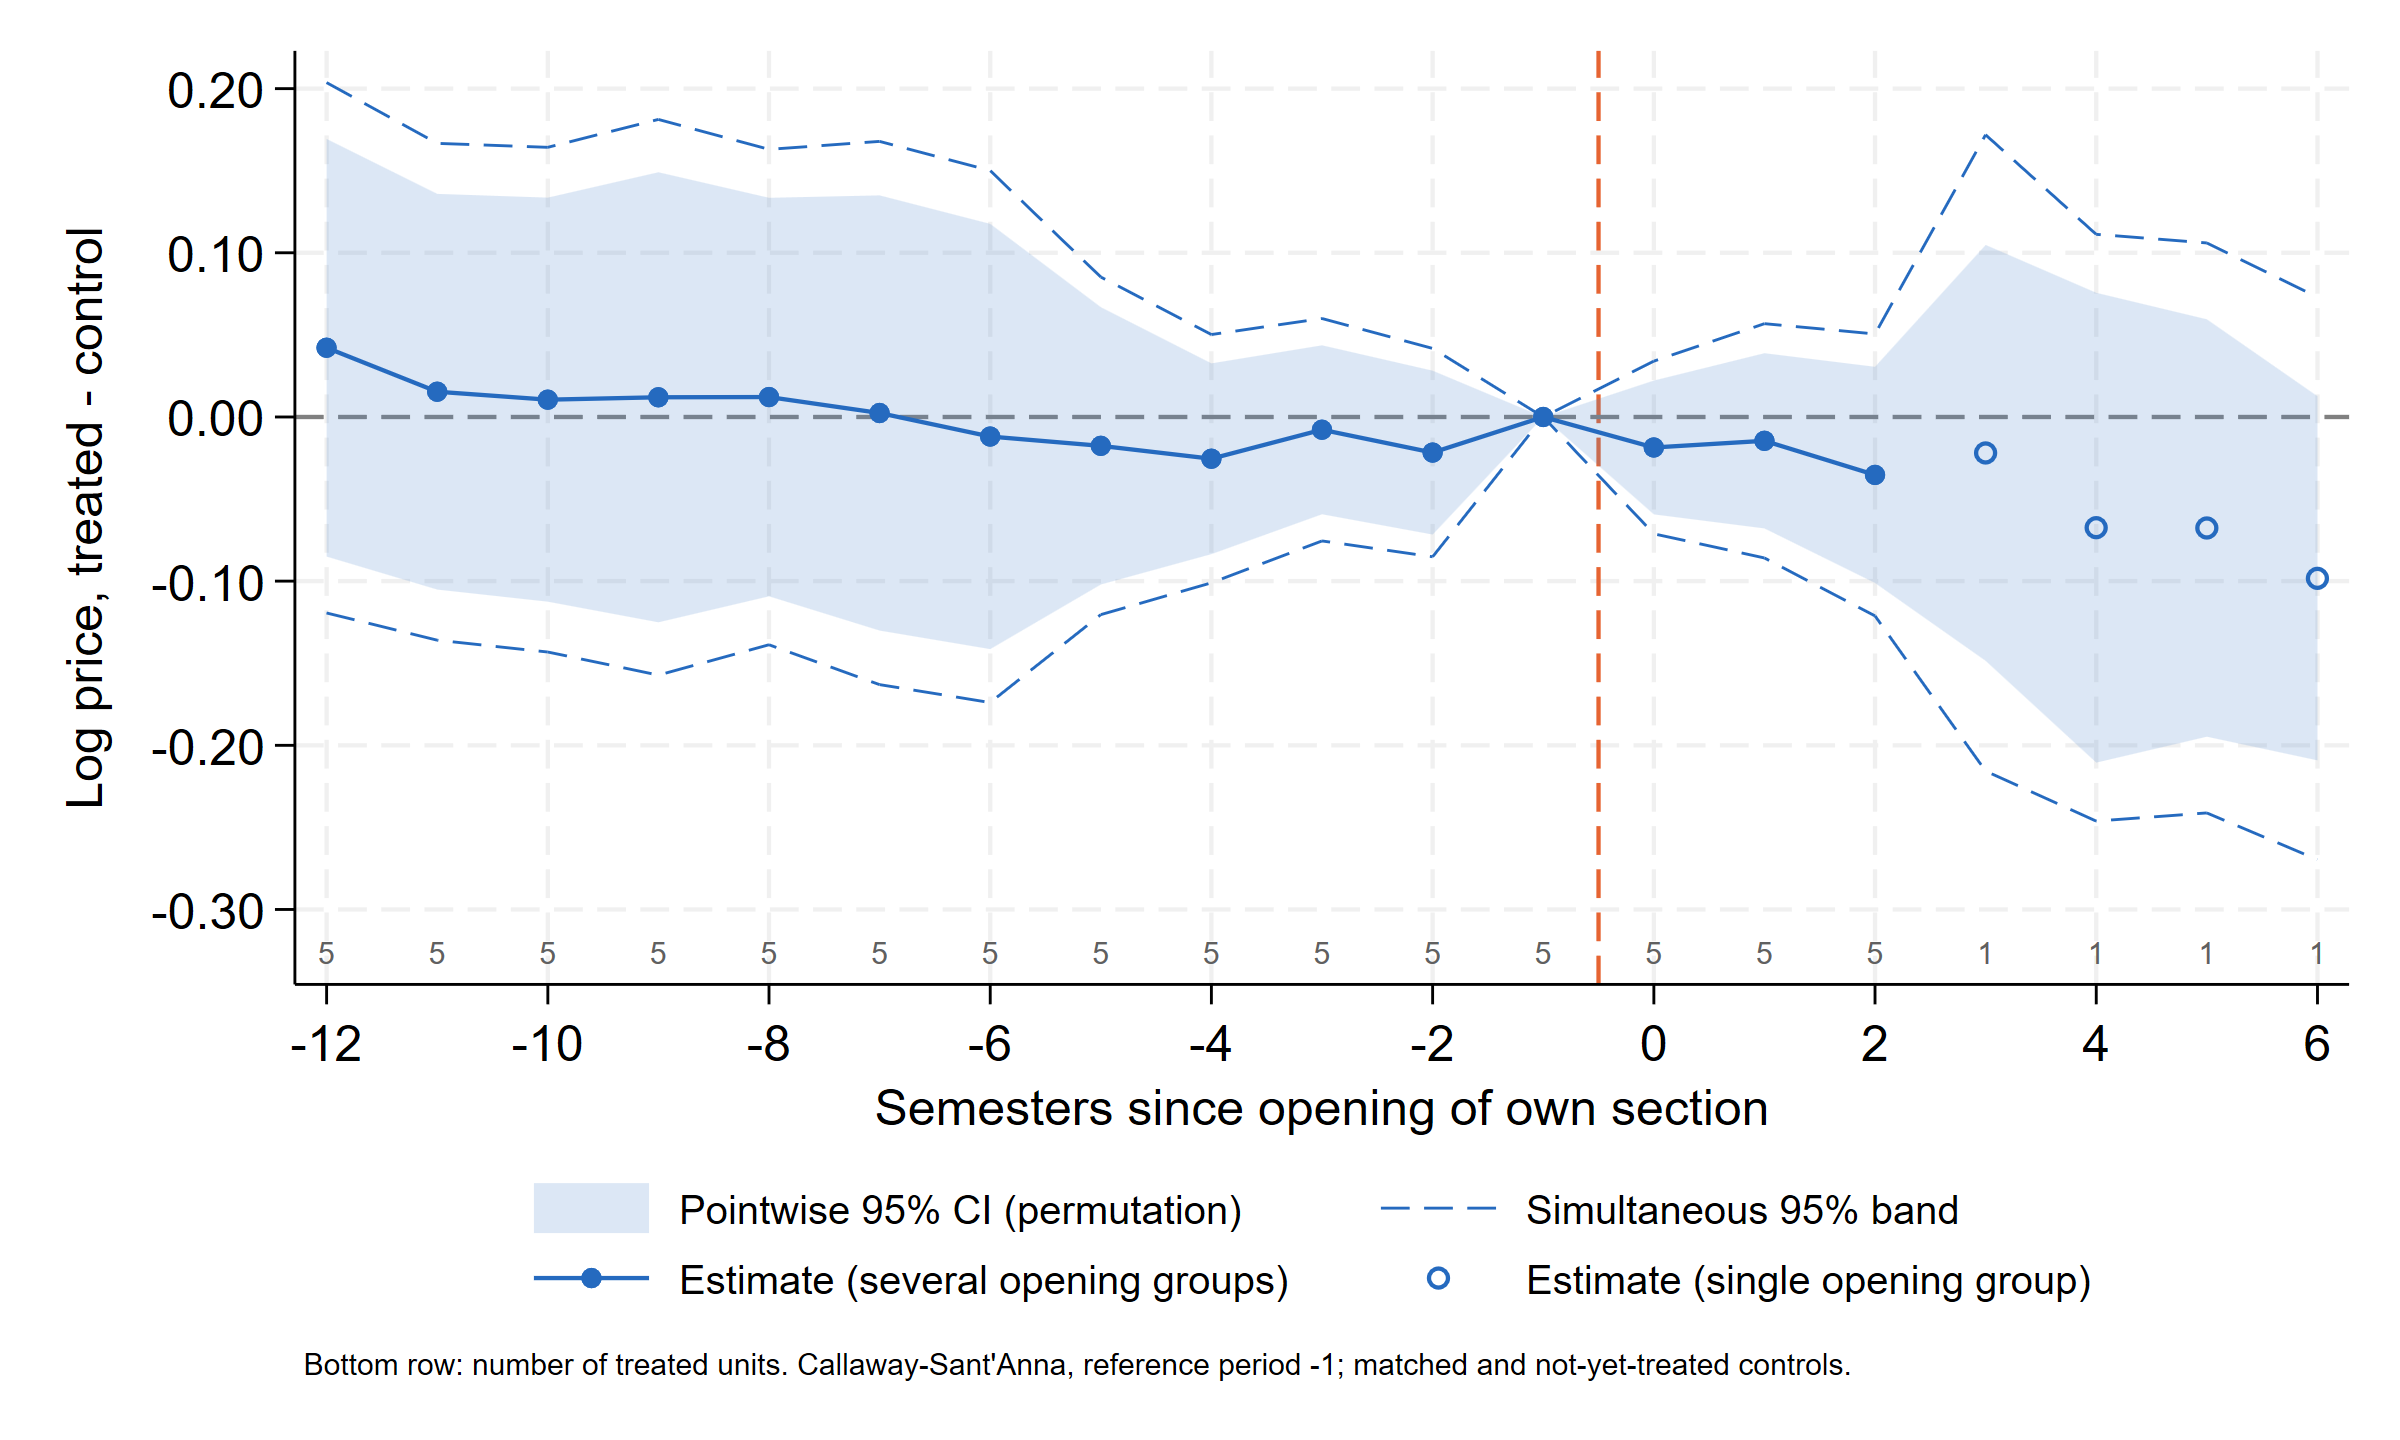 0.20
0.10
0.00
-0.10
-0.20
-0.30
Log price, treated - control
5 5 5 5 5 5 5 5 5 5 5 5 5 5 5 1 1 1 1
-12 -10 -8 -6 -4 -2 0 2 4 6
Semesters since opening of own section
Pointwise 95% CI (permutation) Simultaneous 95% band
Estimate (several opening groups) Estimate (single opening group)
Bottom row: number of treated units. Callaway-Sant'Anna, reference period -1; matched and not-yet-treated controls.